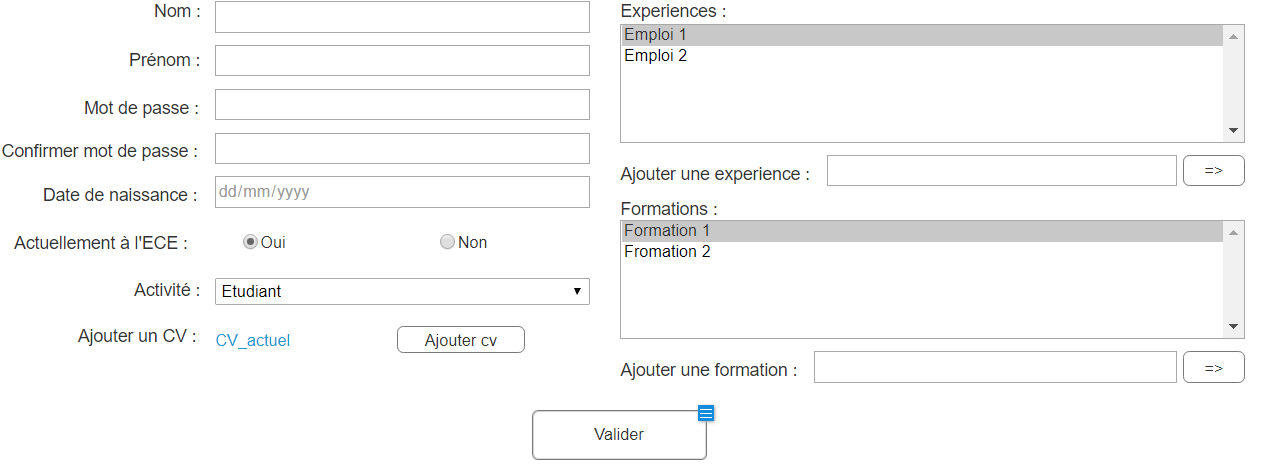 Nom :
Prénom :
Mot de passe :
Confirmer mot de passe :
Date de naissance : dd/mm/yyyy
Actuellement à l'ECE : Oui Non
Activité : Etudiant
Ajouter un CV : CV_actuel Ajouter cv
Experiences :
Emploi 1
Emploi 2
Ajouter une experience : =>
Formations :
Formation 1
Fromation 2
Ajouter une formation : =>
Valider